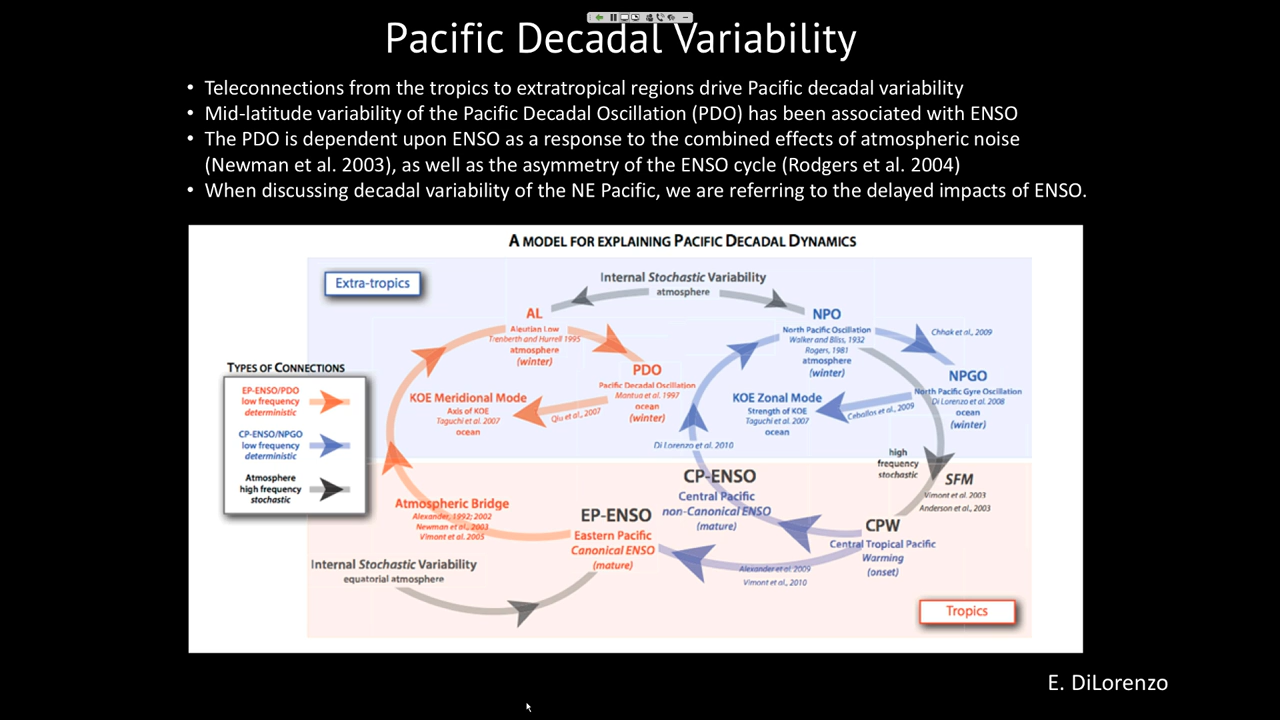 Pacific Decadal Variability
• Teleconnections from the tropics to extratropical regions drive Pacific decadal variability
• Mid-latitude variability of the Pacific Decadal Oscillation (PDO) has been associated with ENSO
• The PDO is dependent upon ENSO as a response to the combined effects of atmospheric noise
(Newman et al. 2003), as well as the asymmetry of the ENSO cycle (Rodgers et al. 2004)
• When discussing decadal variability of the NE Pacific, we are referring to the delayed impacts of ENSO.
A MODEL FOR EXPLAINING PACIFIC DECADAL DYNAMICS
Extra-tropics
Internal Stochastic Variability
atmosphere
AL
Aleutian Low
Trenberth and Hurrell 1995
atmosphere
(winter)
NPO
North Pacific Oscillation
Walker and Bliss, 1932
Rogers, 1981
atmosphere
(winter)
Chhak et al., 2009
PDO
Pacific Decadal Oscillation
Mantua et al. 1997
ocean
(winter)
NPGO
North Pacific Gyre Oscillation
Di Lorenzo et al. 2008
ocean
(winter)
KOE Meridional Mode
Axis of KOE
Taguchi et al. 2007
ocean
Qiu et al., 2007
KOE Zonal Mode
Strength of KOE
Taguchi et al. 2007
ocean
Ceballos et al., 2009
TYPES OF CONNECTIONS
EP-ENSO/PDO
low frequency
deterministic
CP-ENSO/NPGO
low frequency
deterministic
Atmosphere
high frequency
stochastic
Di Lorenzo et al. 2010
high
frequency
stochastic
SFM
Vimont et al. 2003
Anderson et al., 2003
CP-ENSO
Central Pacific
non-Canonical ENSO
(mature)
Atmospheric Bridge
Alexander, 1992; 2002
Newman et al., 2003
Vimont et al. 2005
EP-ENSO
Eastern Pacific
Canonical ENSO
(mature)
CPW
Central Tropical Pacific
Warming
(onset)
Alexander et al. 2009
Vimont et al., 2010
Internal Stochastic Variability
equatorial atmosphere
Tropics
E. DiLorenzo